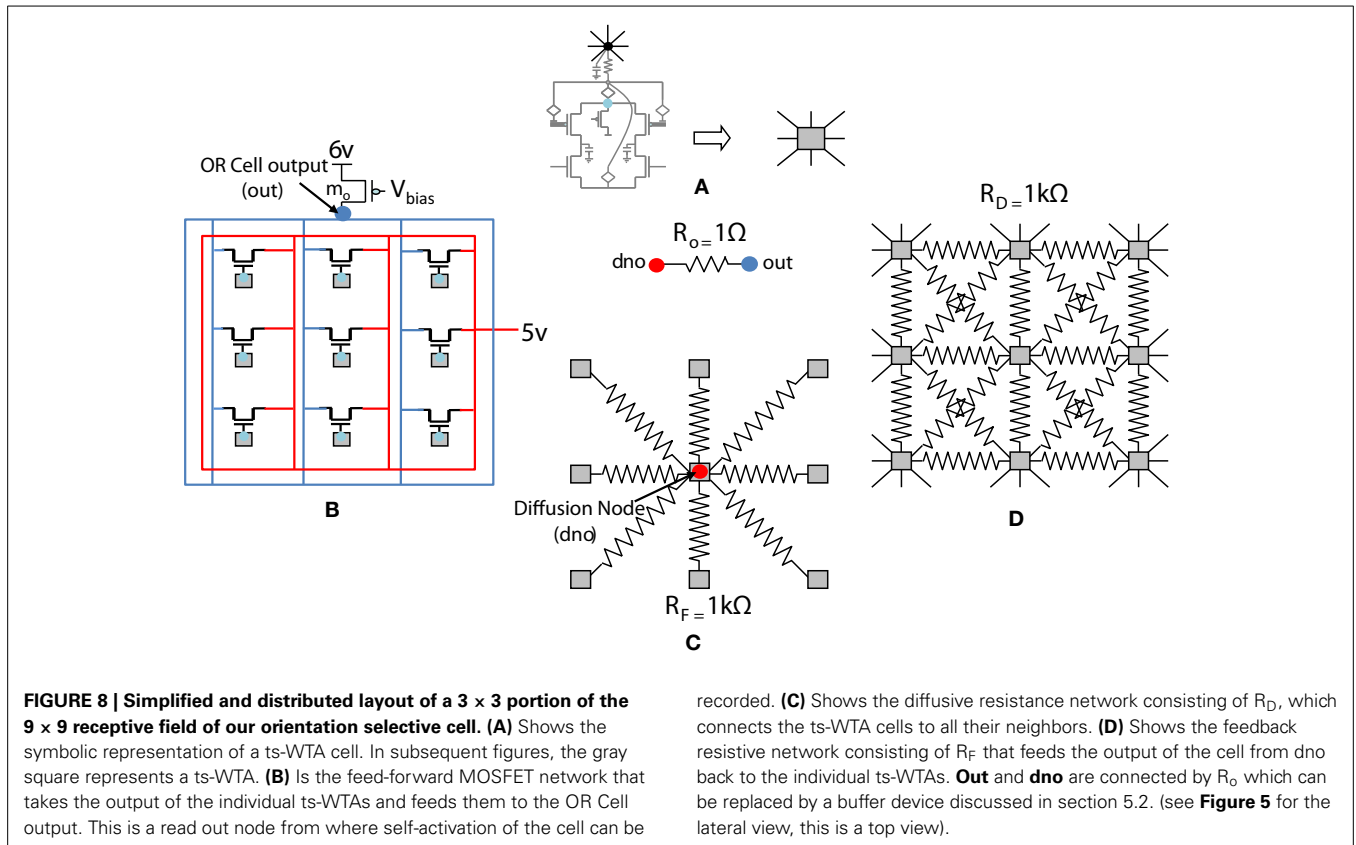 A
6v
OR Cell output
(out)
m_o
V_bias
5v
B
R_o = 1Ω
dno
out
Diffusion Node
(dno)
R_F = 1kΩ
C
R_D = 1kΩ
D
FIGURE 8 | Simplified and distributed layout of a 3 × 3 portion of the
9 × 9 receptive field of our orientation selective cell. (A) Shows the
symbolic representation of a ts-WTA cell. In subsequent figures, the gray
square represents a ts-WTA. (B) Is the feed-forward MOSFET network that
takes the output of the individual ts-WTAs and feeds them to the OR Cell
output. This is a read out node from where self-activation of the cell can be
recorded. (C) Shows the diffusive resistance network consisting of R_D, which
connects the ts-WTA cells to all their neighbors. (D) Shows the feedback
resistive network consisting of R_F that feeds the output of the cell from dno
back to the individual ts-WTAs. Out and dno are connected by R_o which can
be replaced by a buffer device discussed in section 5.2. (see Figure 5 for the
lateral view, this is a top view).